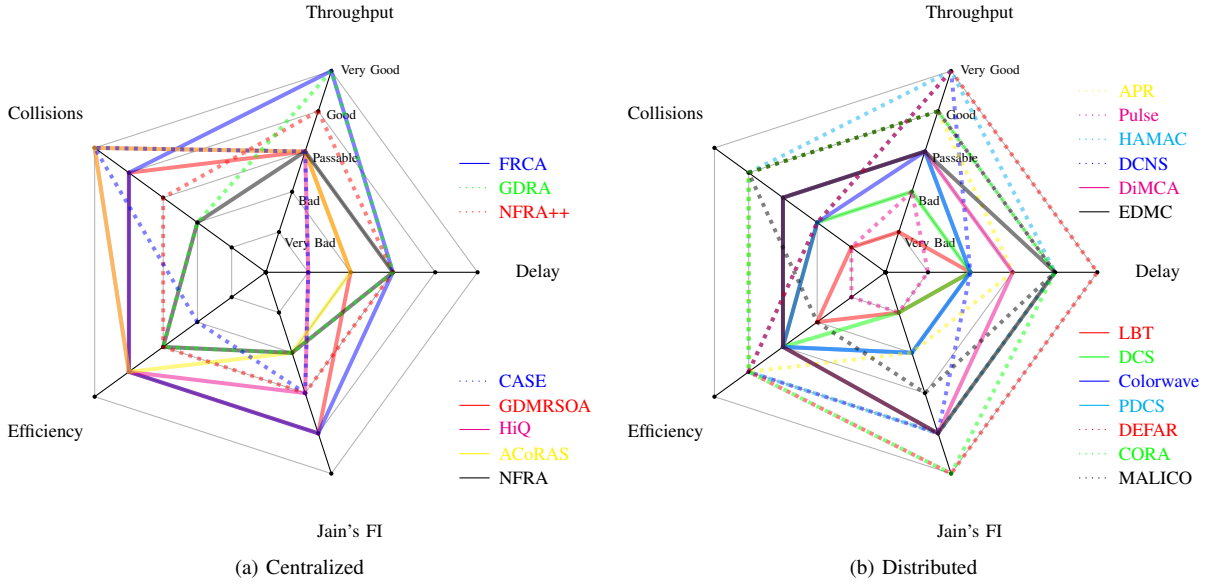 Throughput
Very Good
Good
Passable
Bad
Very Bad
Collisions
Delay
Efficiency
Jain's FI
FRCA
GDRA
NFRA++
CASE
GDMRSOA
HiQ
ACoRAS
NFRA
(a) Centralized
Throughput
Very Good
Good
Passable
Bad
Very Bad
Collisions
Delay
Efficiency
Jain's FI
APR
Pulse
HAMAC
DCNS
DiMCA
EDMC
LBT
DCS
Colorwave
PDCS
DEFAR
CORA
MALICO
(b) Distributed